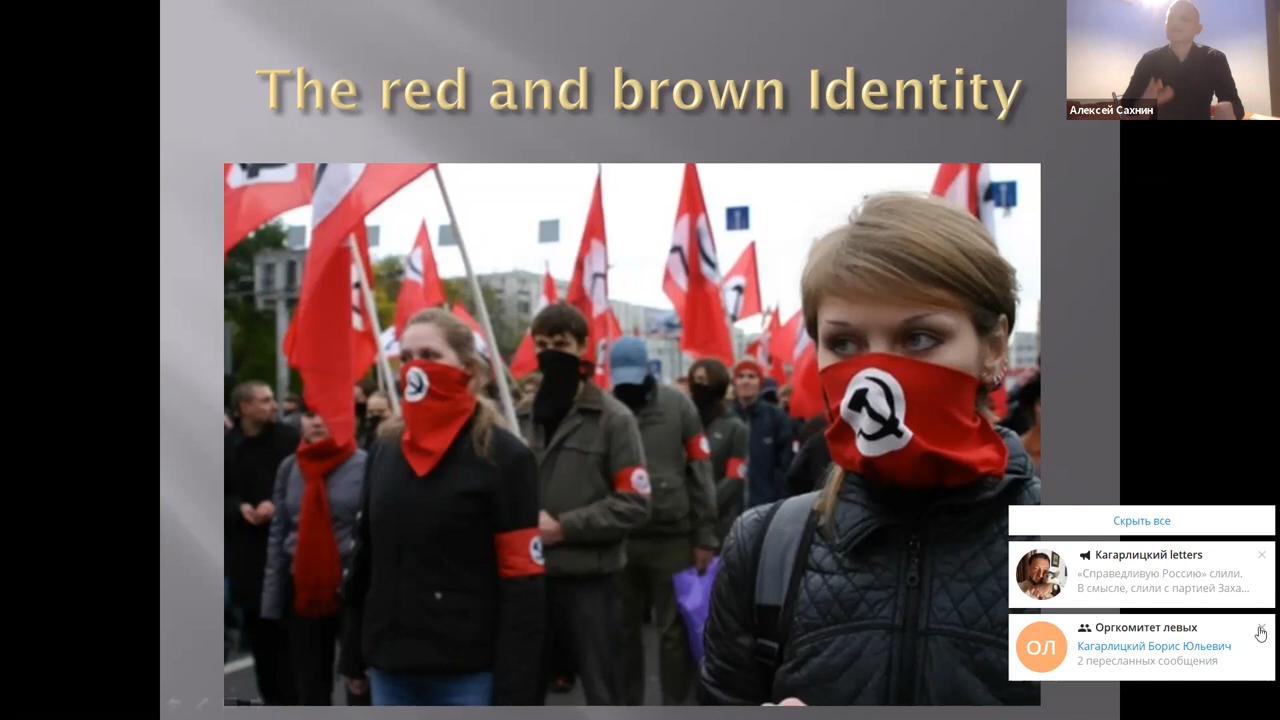 The red and brown Identity
Алексей Сахнин
Скрыть все
Кагарлицкий letters
«Справедливую Россию» слили.
В смысле, слили с партией Заха...
Оргкомитет левых
ОЛ
Кагарлицкий Борис Юльевич
2 пересланных сообщения